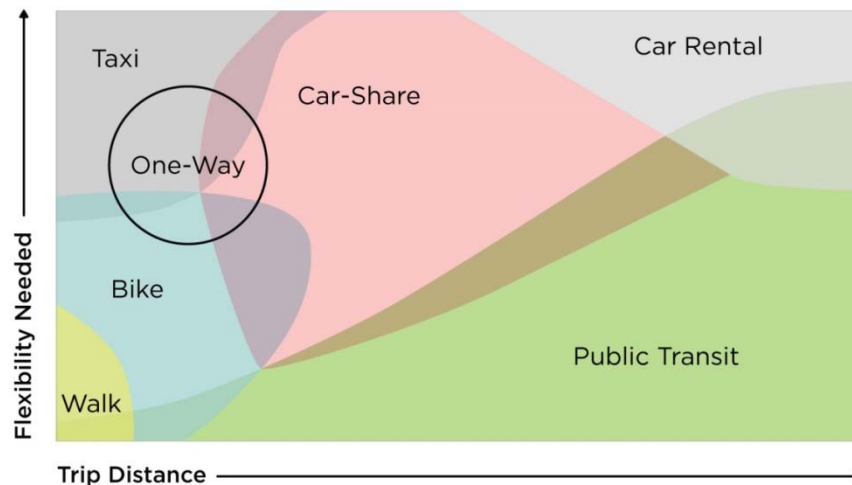 Flexibility Needed
Taxi
Car Rental
Car-Share
One-Way
Bike
Public Transit
Walk
Trip Distance